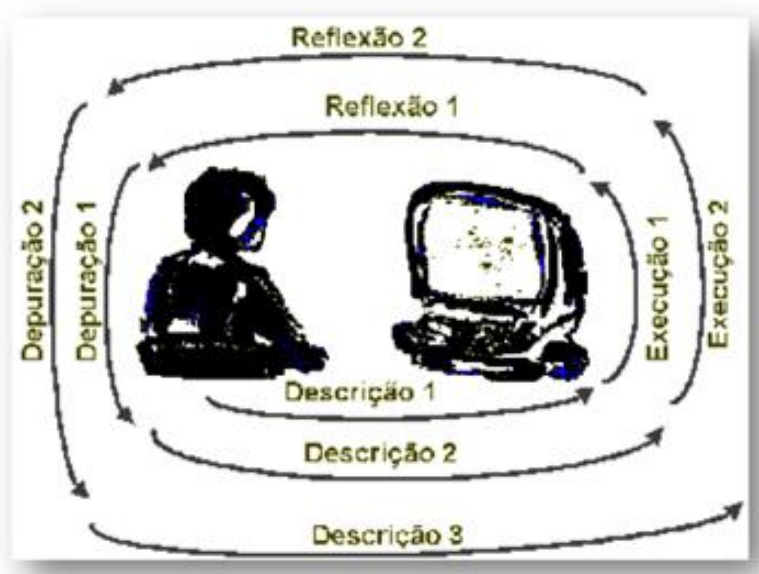 Reflexão 2
Reflexão 1
Depuração 2
Depuração 1
Execução 1
Execução 2
Descrição 1
Descrição 2
Descrição 3